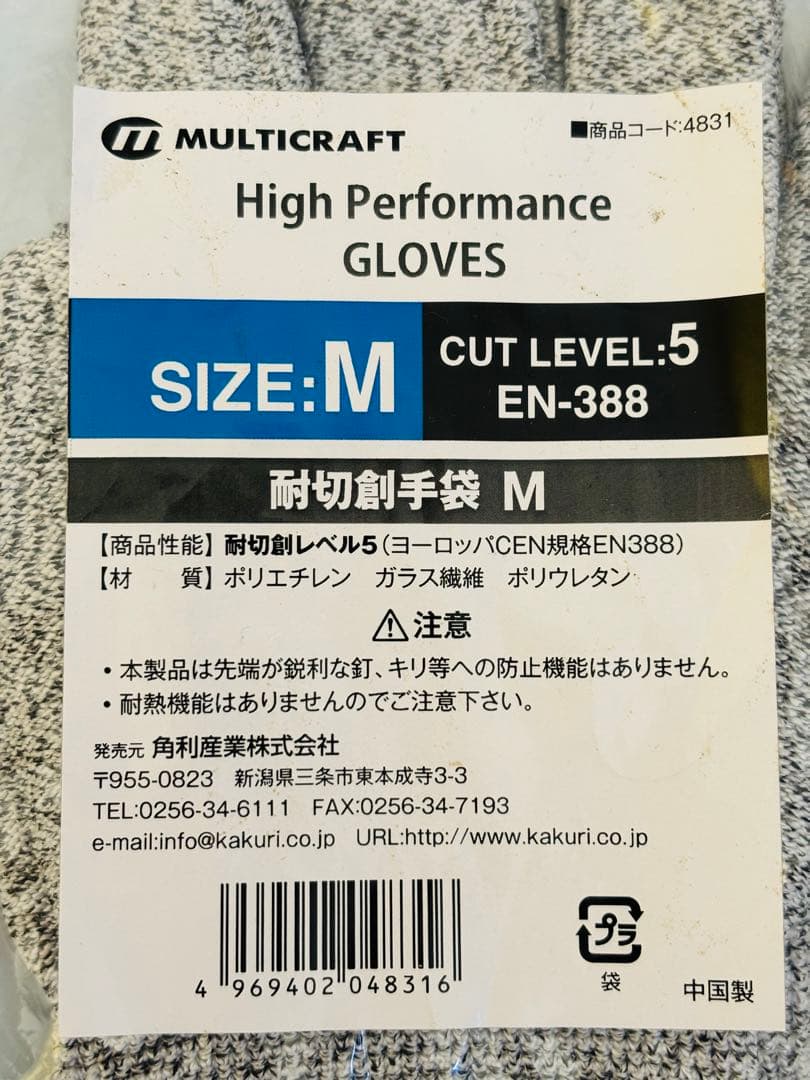 MULTICRAFT
■商品コード:4831
High Performance
GLOVES
SIZE:M
CUT LEVEL:5
EN-388
耐切創手袋 M
【商品性能】耐切創レベル5(ヨーロッパCEN規格EN388)
【材　質】ポリエチレン ガラス繊維 ポリウレタン
⚠注意
・本製品は先端が鋭利な釘、キリ等への防止機能はありません。
・耐熱機能はありませんのでご注意下さい。
発売元 角利産業株式会社
〒955-0823 新潟県三条市東本成寺3-3
TEL:0256-34-6111 FAX:0256-34-7193
e-mail:info@kakuri.co.jp URL:http://www.kakuri.co.jp
4 969402 048316
プラ
袋
中国製